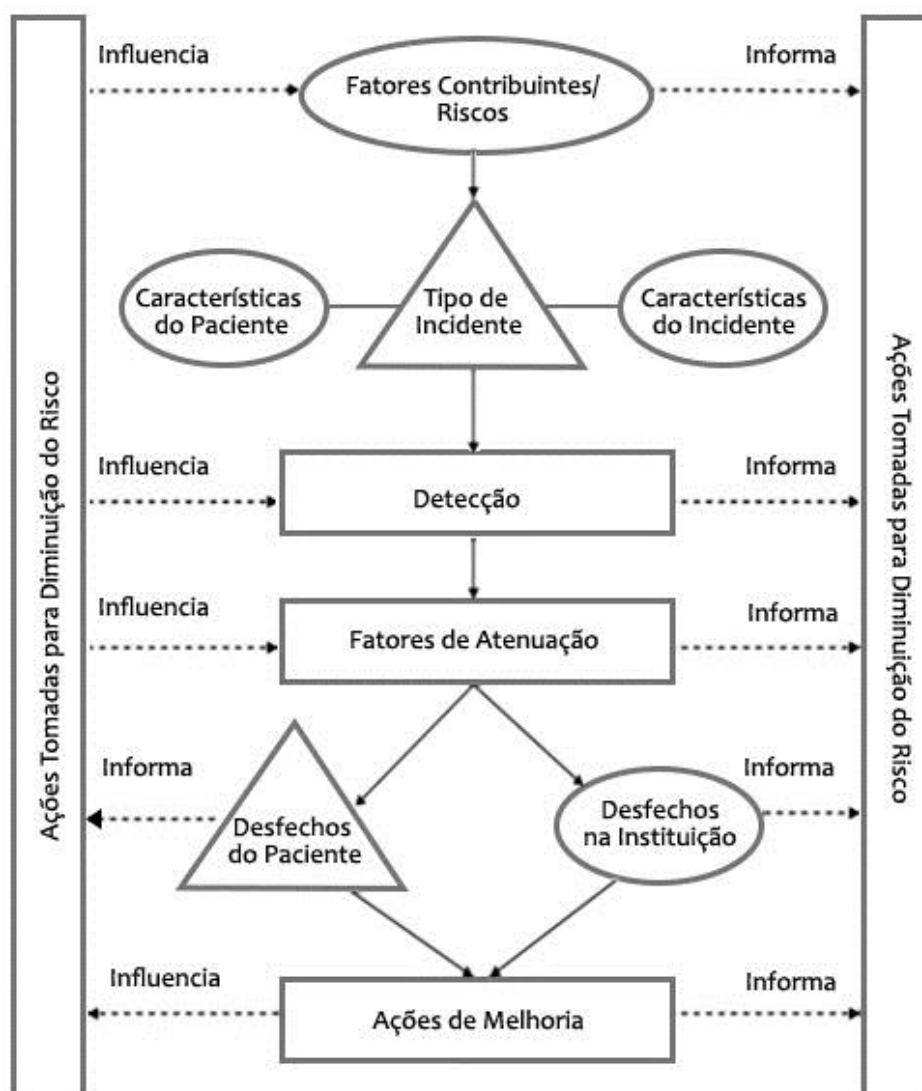 Influencia
Informa
Fatores Contribuintes/
Riscos
Características
do Paciente
Tipo de
Incidente
Características
do Incidente
Ações Tomadas para Diminuição do Risco
Ações Tomadas para Diminuição do Risco
Influencia
Informa
Detecção
Influencia
Informa
Fatores de Atenuação
Informa
Informa
Desfechos
do Paciente
Desfechos
na Instituição
Influencia
Informa
Ações de Melhoria